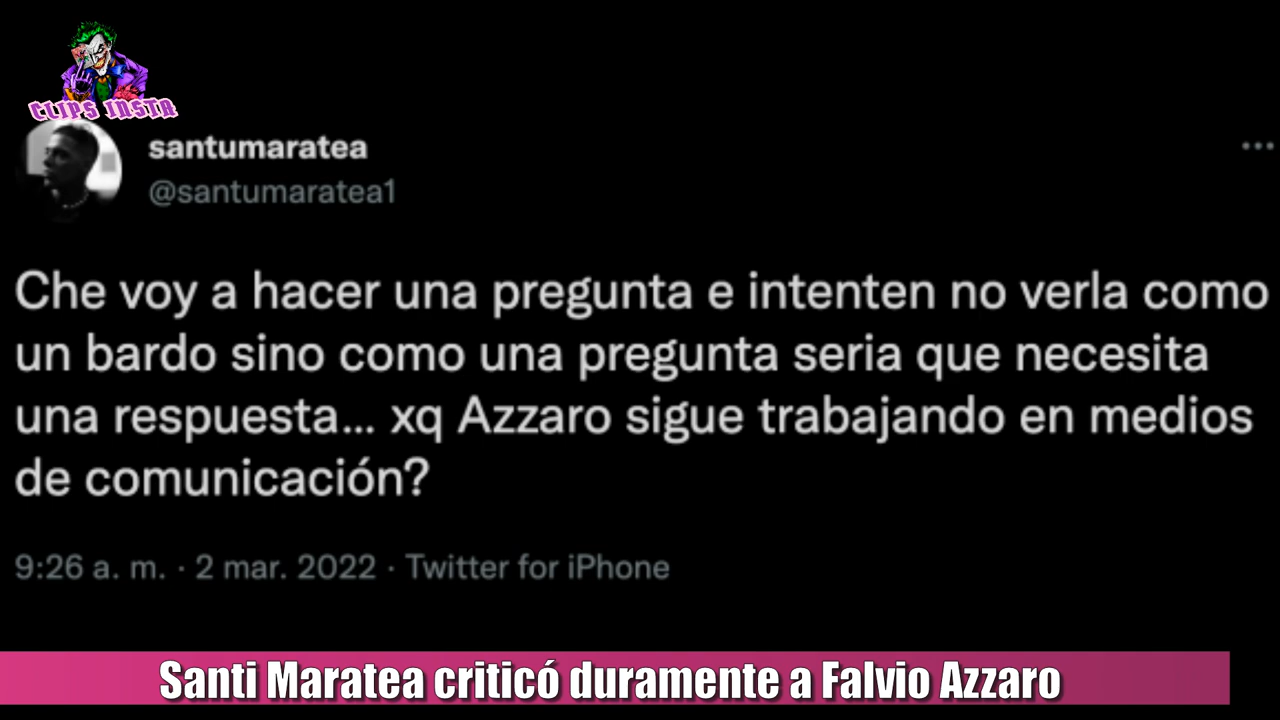 CLIPS INSTA
santumaratea
@santumaratea1
Che voy a hacer una pregunta e intenten no verla como
un bardo sino como una pregunta seria que necesita
una respuesta... xq Azzaro sigue trabajando en medios
de comunicación?
9:26 a. m. · 2 mar. 2022 · Twitter for iPhone
Santi Maratea criticó duramente a Falvio Azzaro